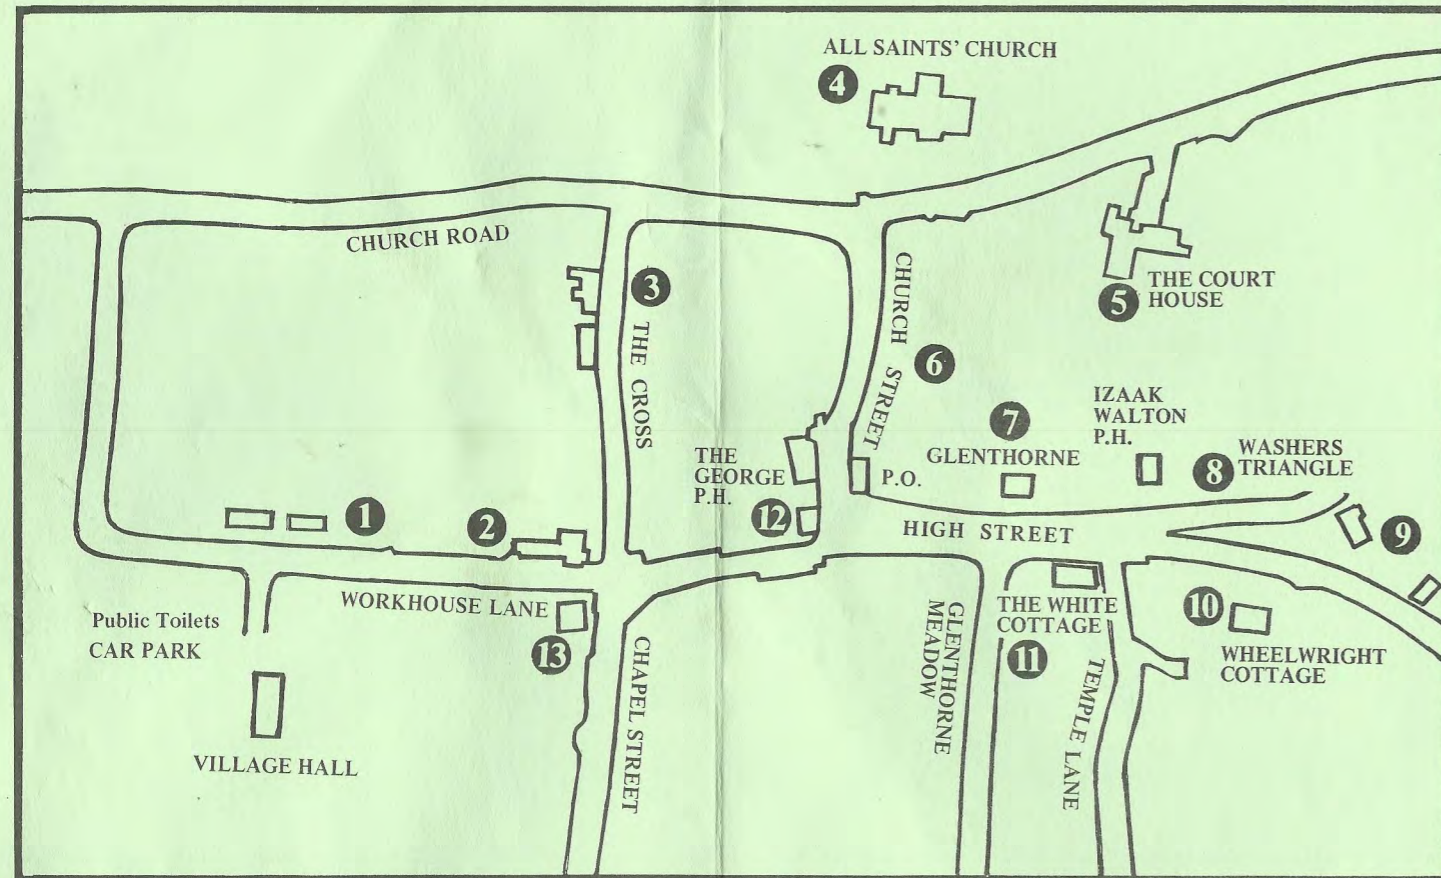 ALL SAINTS' CHURCH
4
CHURCH ROAD
3
THE CROSS
CHURCH STREET
THE COURT
HOUSE
5
6
7
GLENTHORNE
IZAAK
WALTON
P.H.
8
WASHERS
TRIANGLE
THE
GEORGE
P.H.
P.O.
1
2
12
HIGH STREET
9
WORKHOUSE LANE
13
Public Toilets
CAR PARK
VILLAGE HALL
CHAPEL STREET
GLENTHORNE
MEADOW
THE WHITE
COTTAGE
11
TEMPLE LANE
10
WHEELWRIGHT
COTTAGE